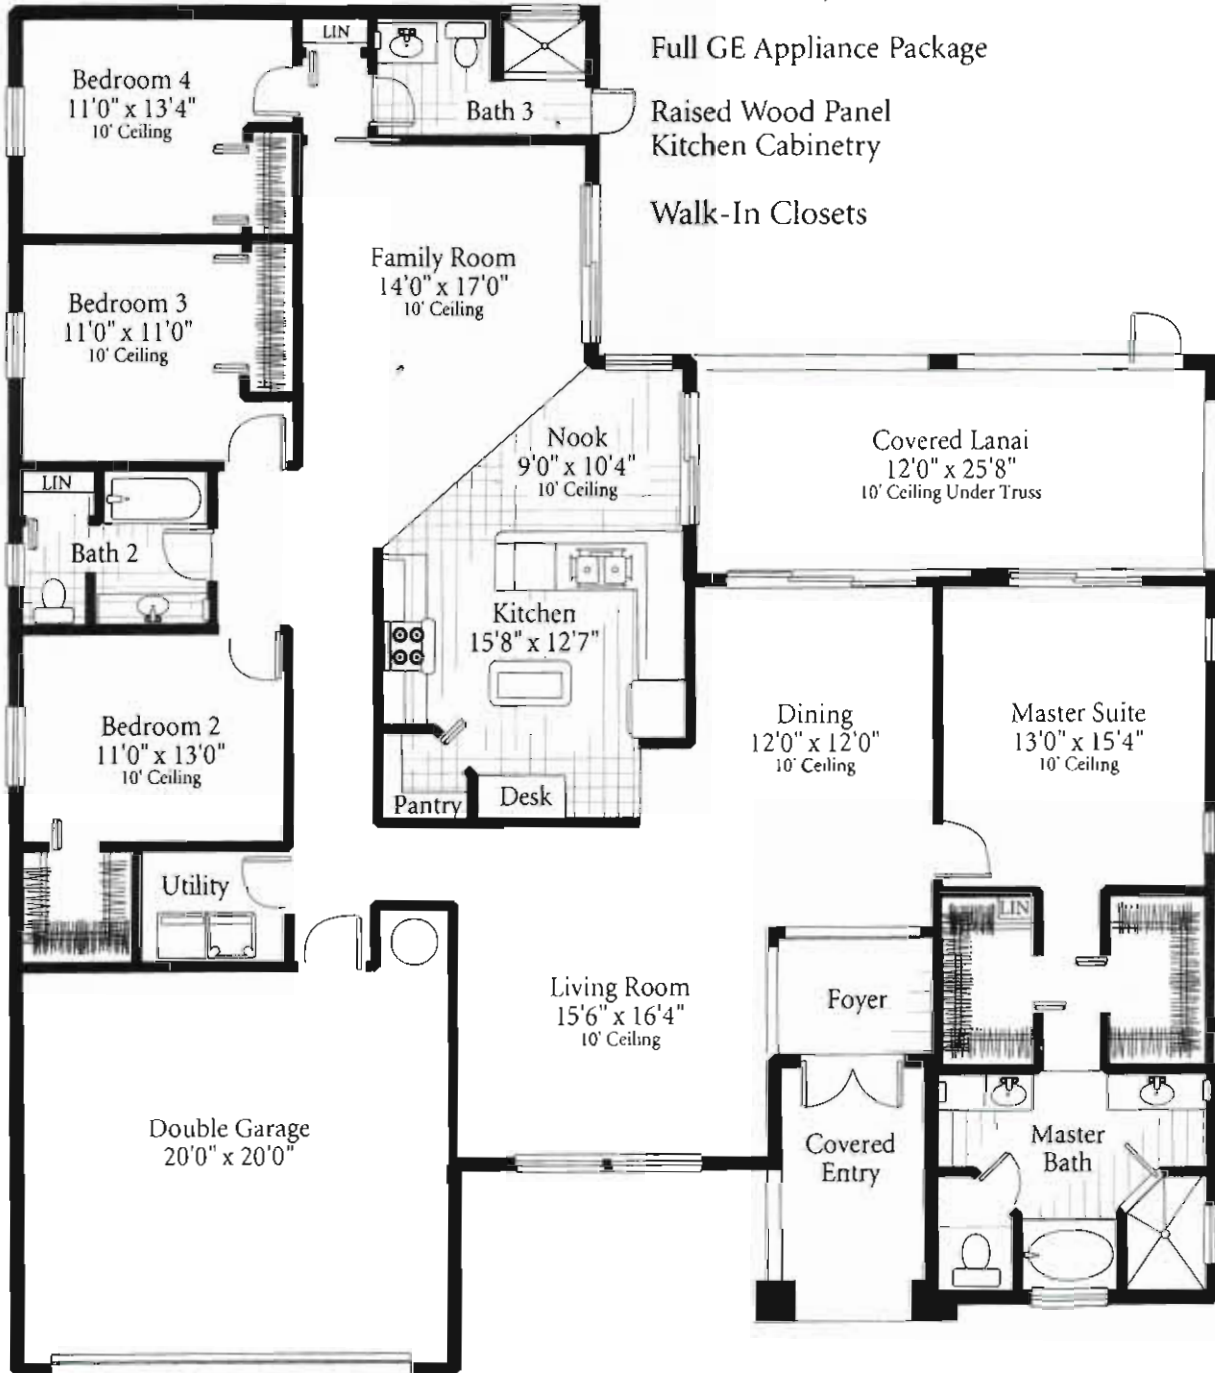 Full GE Appliance Package
Raised Wood Panel
Kitchen Cabinetry
Walk-In Closets
LIN
Bedroom 4
11'0" x 13'4"
10' Ceiling
Bath 3
Family Room
14'0" x 17'0"
10' Ceiling
Bedroom 3
11'0" x 11'0"
10' Ceiling
Nook
9'0" x 10'4"
10' Ceiling
Covered Lanai
12'0" x 25'8"
10' Ceiling Under Truss
LIN
Bath 2
Kitchen
15'8" x 12'7"
Bedroom 2
11'0" x 13'0"
10' Ceiling
Dining
12'0" x 12'0"
10' Ceiling
Master Suite
13'0" x 15'4"
10' Ceiling
Pantry
Desk
Utility
LIN
Living Room
15'6" x 16'4"
10' Ceiling
Foyer
Double Garage
20'0" x 20'0"
Covered
Entry
Master
Bath